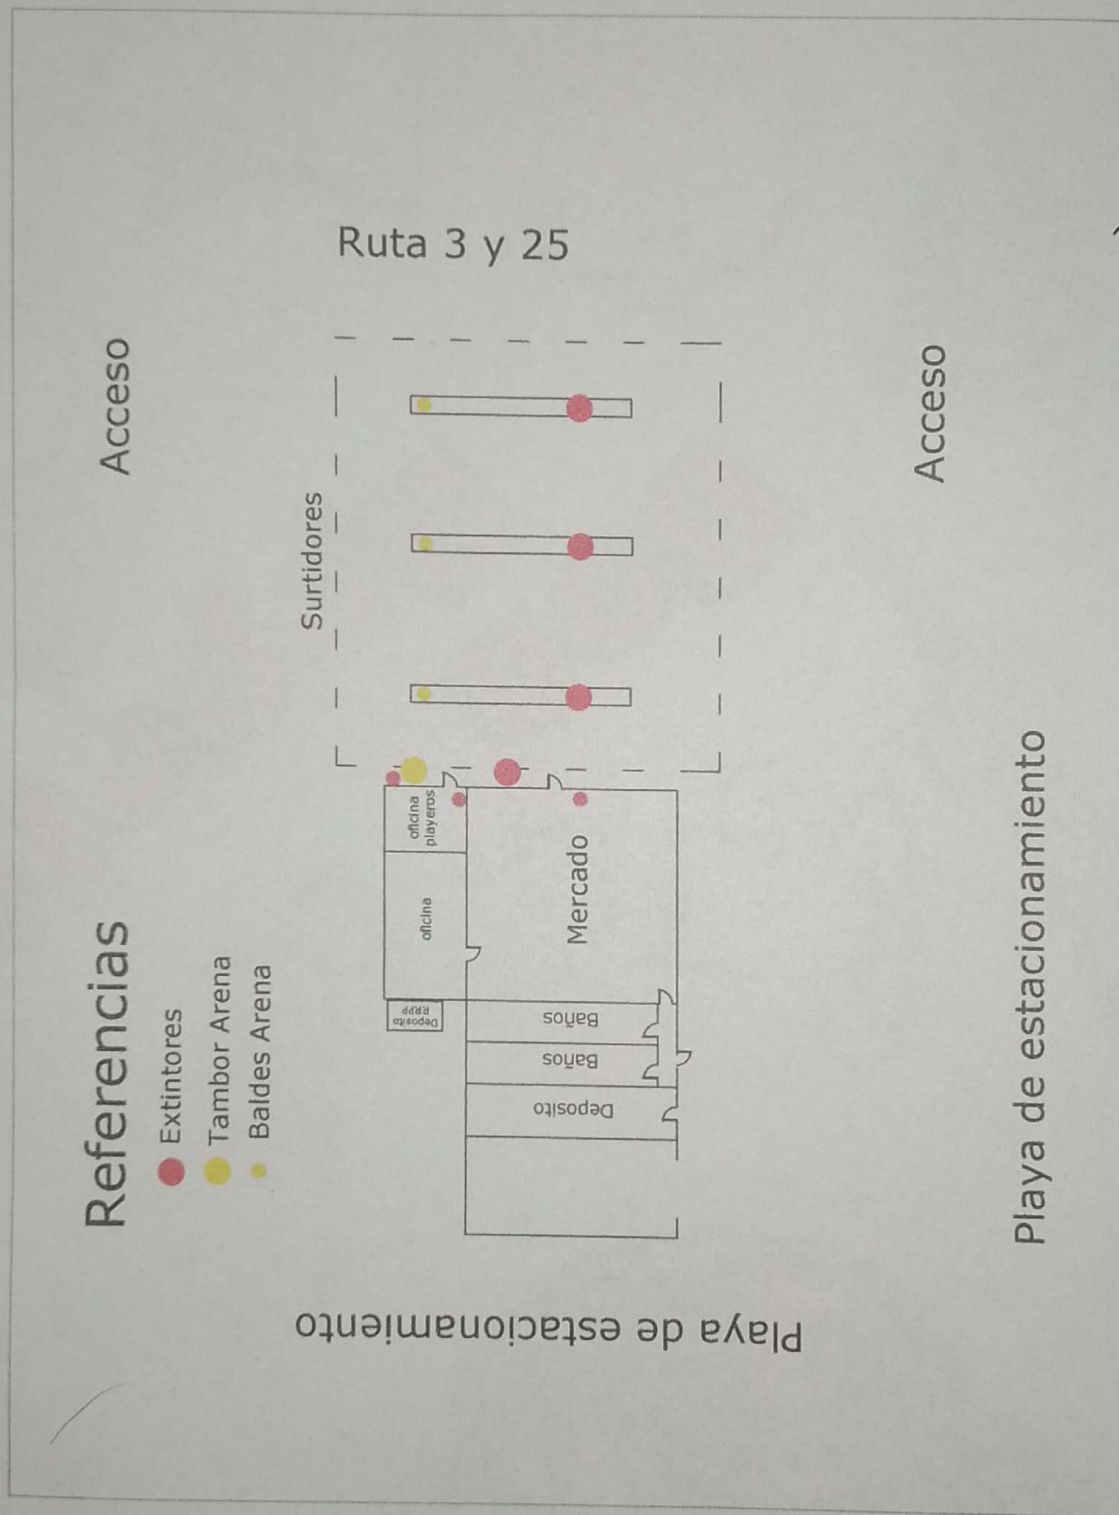 Referencias
Extintores
Tambor Arena
Baldes Arena
Acceso
Surtidores
Ruta 3 y 25
oficina
playeros
oficina
Deposito
RRPP
Mercado
Baños
Baños
Deposito
Acceso
Playa de estacionamiento
Playa de estacionamiento